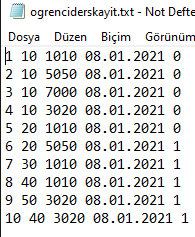 ogrenciderskayit.txt - Not Defte
Dosya Düzen Biçim Görünüm
1 10 1010 08.01.2021 0
2 10 5050 08.01.2021 0
3 10 7000 08.01.2021 0
4 10 3020 08.01.2021 0
5 20 1010 08.01.2021 0
6 20 5050 08.01.2021 1
7 30 1010 08.01.2021 1
8 40 1010 08.01.2021 1
9 50 3020 08.01.2021 1
10 40 3020 08.01.2021 1